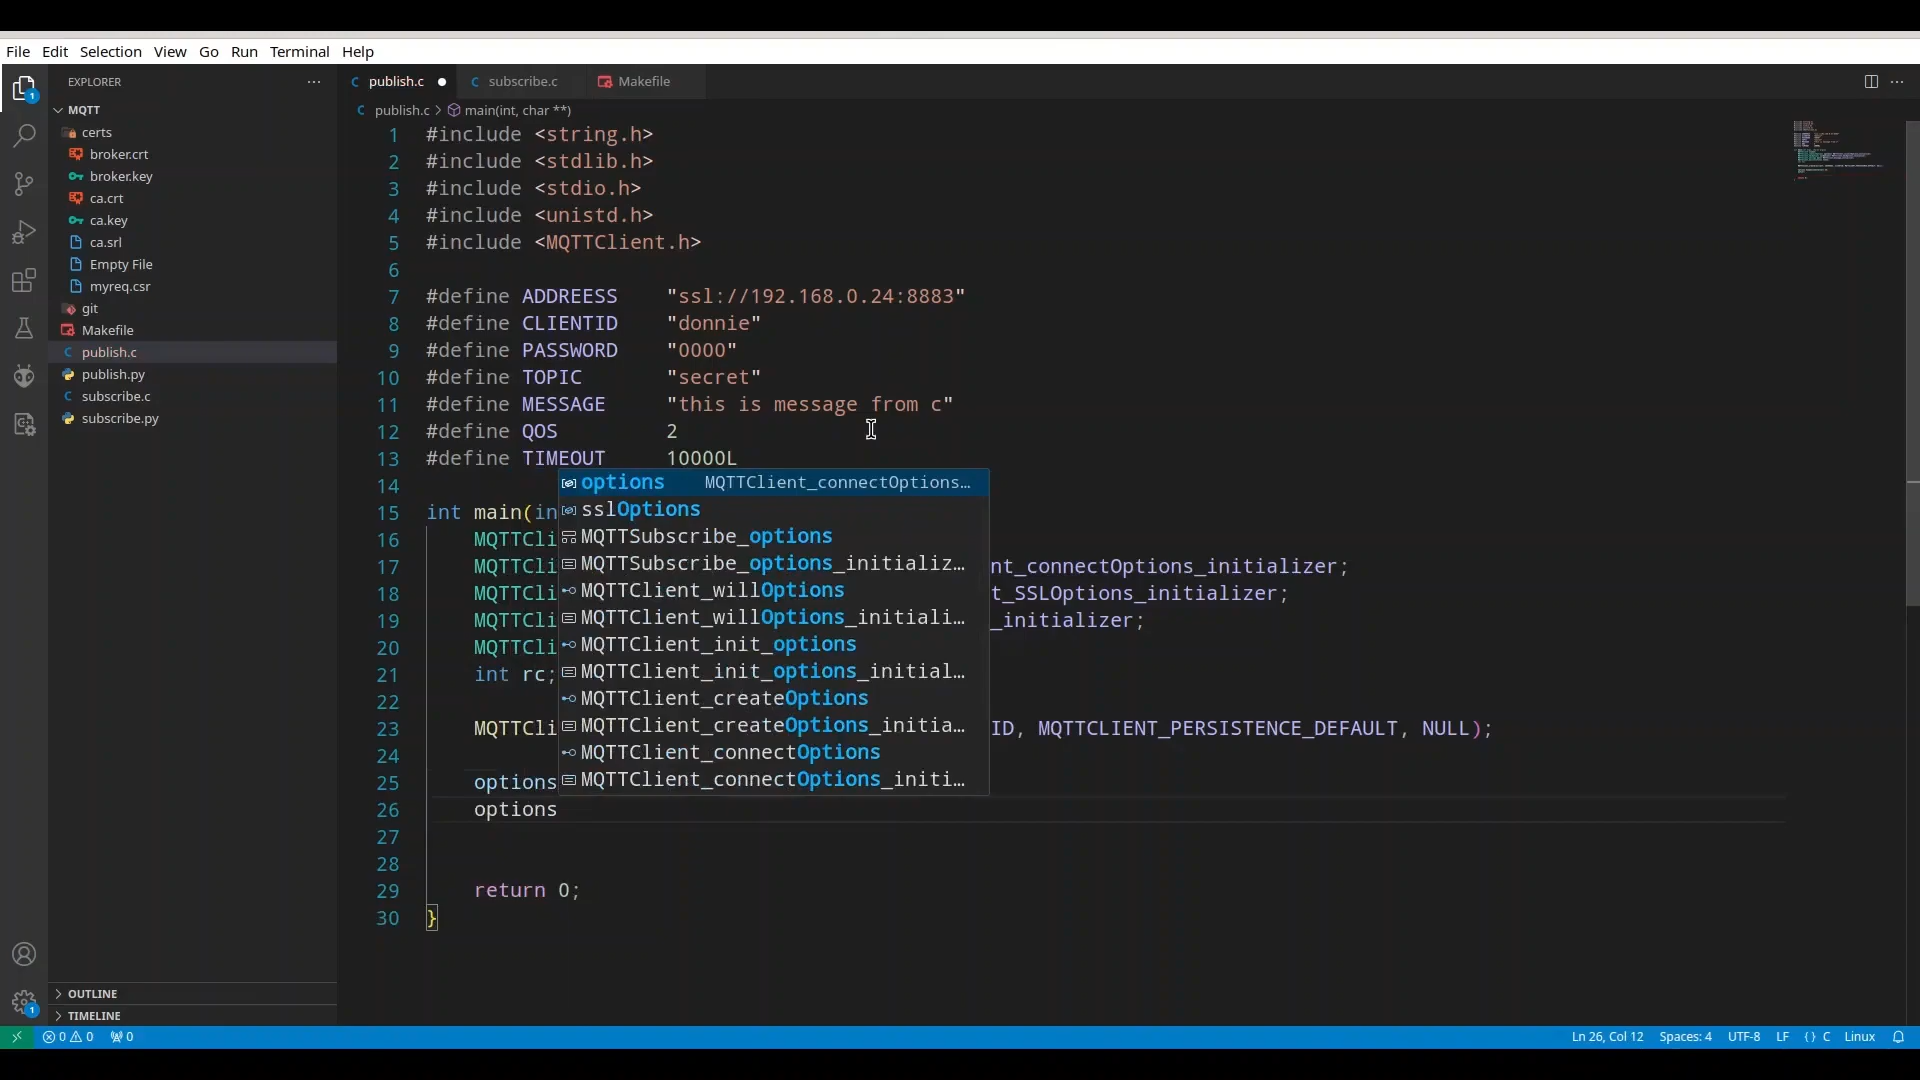 File Edit Selection View Go Run Terminal Help
EXPLORER
publish.c
subscribe.c
Makefile
MQTT
certs
broker.crt
broker.key
ca.crt
ca.key
ca.srl
Empty File
myreq.csr
git
Makefile
publish.c
publish.py
subscribe.c
subscribe.py
OUTLINE
TIMELINE
publish.c > main(int, char **)
1 #include <string.h>
2 #include <stdlib.h>
3 #include <stdio.h>
4 #include <unistd.h>
5 #include <MQTTClient.h>
6
7 #define ADDREESS "ssl://192.168.0.24:8883"
8 #define CLIENTID "donnie"
9 #define PASSWORD "0000"
10 #define TOPIC "secret"
11 #define MESSAGE "this is message from c"
12 #define QOS 2
13 #define TIMEOUT 10000L
14
15 int main(in
16 MQTTCli
17 MQTTCli nt_connectOptions_initializer;
18 MQTTCli t_SSLOptions_initializer;
19 MQTTCli _initializer;
20 MQTTCli
21 int rc;
22
23 MQTTCli ID, MQTTCLIENT_PERSISTENCE_DEFAULT, NULL);
24
25 options
26 options
27
28
29 return 0;
30 }
options MQTTClient_connectOptions…
sslOptions
MQTTSubscribe_options
MQTTSubscribe_options_initializ…
MQTTClient_willOptions
MQTTClient_willOptions_initiali…
MQTTClient_init_options
MQTTClient_init_options_initial…
MQTTClient_createOptions
MQTTClient_createOptions_initia…
MQTTClient_connectOptions
MQTTClient_connectOptions_initi…
1
1
0 0 0 Ln 26, Col 12 Spaces: 4 UTF-8 LF {} C Linux